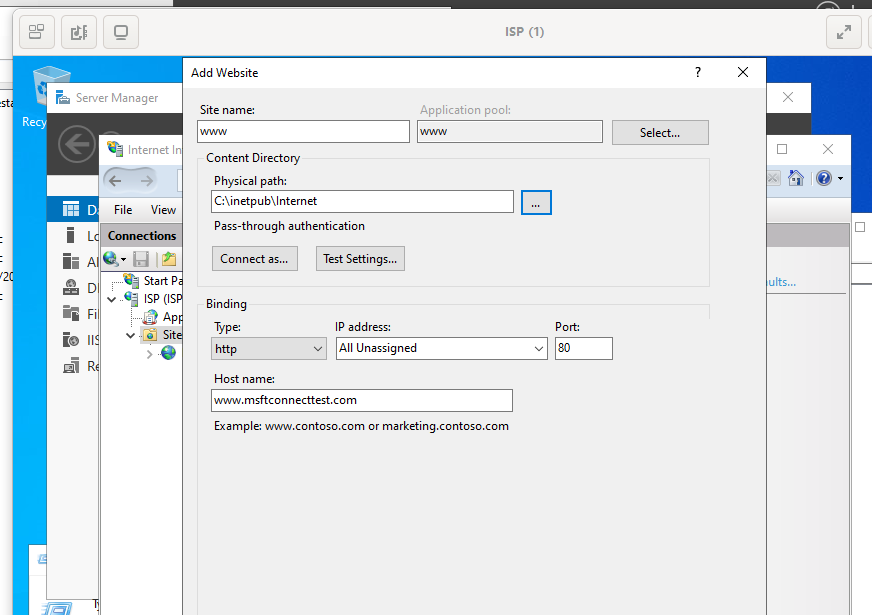 ISP (1)
Add Website
?
Server Manager
Recy
Internet In
File
View
Connections
Start Pa
ISP (ISP
App
Site
Site name:
Application pool:
www
www
Select...
Content Directory
Physical path:
C:\inetpub\Internet
...
Pass-through authentication
Connect as...
Test Settings...
Binding
Type:
IP address:
Port:
http
All Unassigned
80
Host name:
www.msftconnecttest.com
Example: www.contoso.com or marketing.contoso.com
D
Lo
Al
D
Fil
IIS
Re
ults...